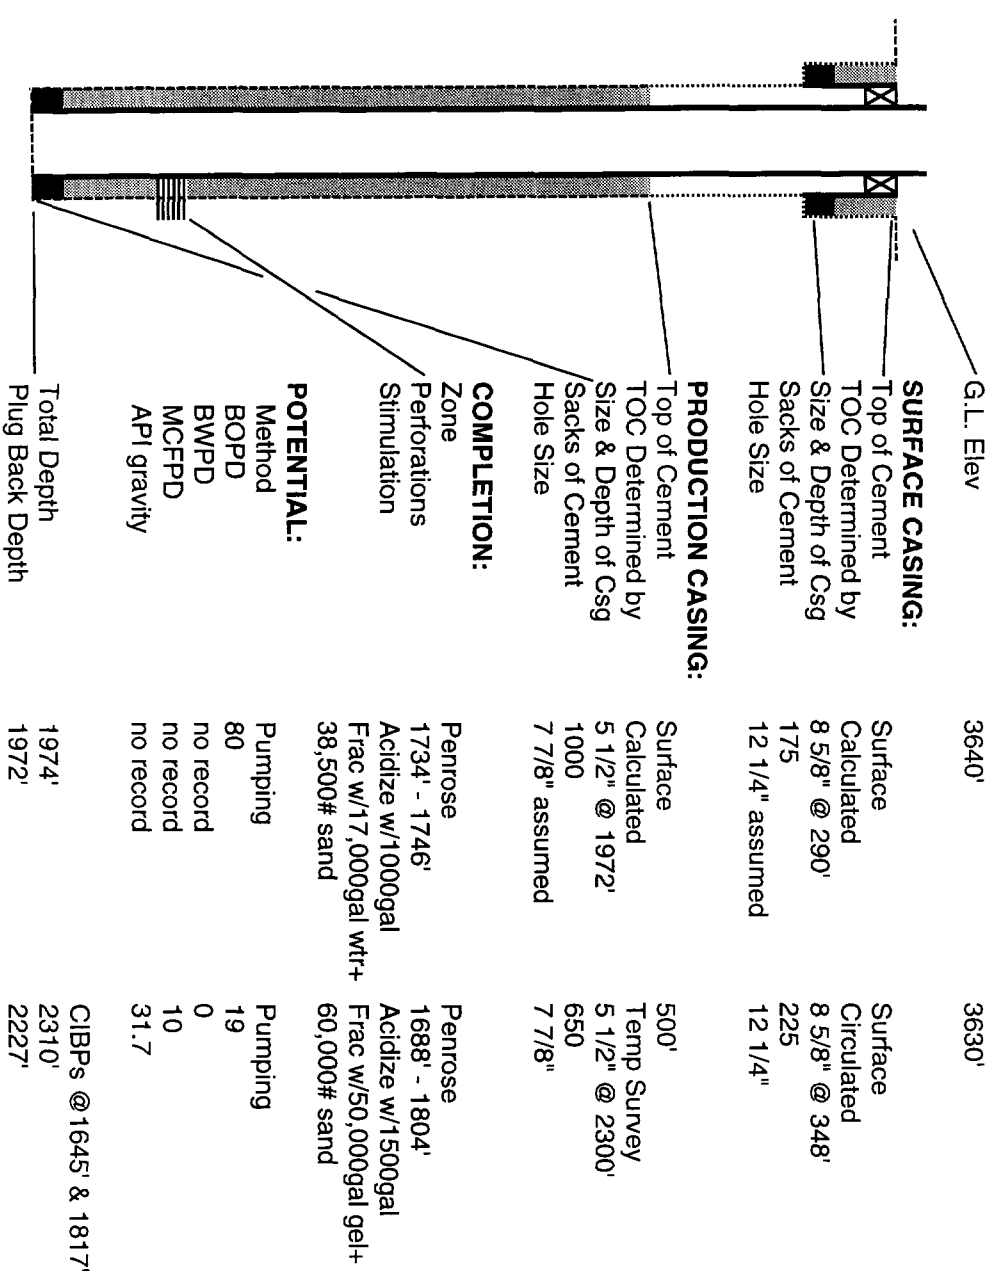 G.L. Elev 3640' 3630'
SURFACE CASING:
Top of Cement Surface Surface
TOC Determined by Calculated Circulated
Size & Depth of Csg 8 5/8" @ 290' 8 5/8" @ 348'
Sacks of Cement 175 225
Hole Size 12 1/4" assumed 12 1/4"
PRODUCTION CASING:
Top of Cement Surface 500'
TOC Determined by Calculated Temp Survey
Size & Depth of Csg 5 1/2" @ 1972' 5 1/2" @ 2300'
Sacks of Cement 1000 650
Hole Size 7 7/8" assumed 7 7/8"
COMPLETION:
Zone Penrose Penrose
Perforations 1734' - 1746' 1688' - 1804'
Stimulation Acidize w/1000gal Acidize w/1500gal
Frac w/17,000gal wtr+ Frac w/50,000gal gel+
38,500# sand 60,000# sand
POTENTIAL:
Method Pumping Pumping
BOPD 80 19
BWPD no record 0
MCFPD no record 10
API gravity no record 31.7
CIBPs @1645' & 1817'
Total Depth 1974' 2310'
Plug Back Depth 1972' 2227'